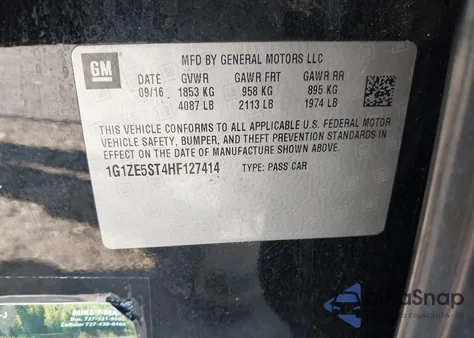 GM
MFD BY GENERAL MOTORS LLC
DATE GVWR GAWR FRT GAWR RR
09/16 1853 KG 958 KG 895 KG
4087 LB 2113 LB 1974 LB
THIS VEHICLE CONFORMS TO ALL APPLICABLE U.S. FEDERAL MOTOR
VEHICLE SAFETY, BUMPER, AND THEFT PREVENTION STANDARDS IN
EFFECT ON THE DATE OF MANUFACTURE SHOWN ABOVE.
1G1ZE5ST4HF127414 TYPE: PASS CAR
Cellular